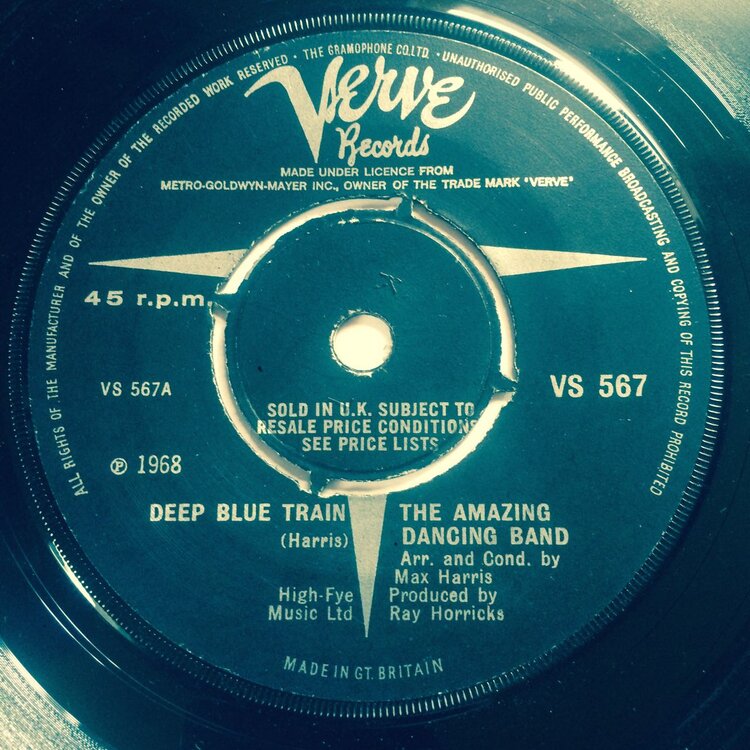 ALL RIGHTS OF THE MANUFACTURER AND OF THE OWNER OF THE RECORDED WORK RESERVED · THE GRAMOPHONE CO. LTD. · UNAUTHORISED PUBLIC PERFORMANCE BROADCASTING AND COPYING OF THIS RECORD PROHIBITED
Verve
Records
MADE UNDER LICENCE FROM
METRO-GOLDWYN-MAYER INC., OWNER OF THE TRADE MARK "VERVE"
45 r.p.m.
VS 567A
VS 567
SOLD IN U.K. SUBJECT TO
RESALE PRICE CONDITIONS
SEE PRICE LISTS
℗ 1968
DEEP BLUE TRAIN
(Harris)
High-Fye
Music Ltd
THE AMAZING
DANCING BAND
Arr. and Cond. by
Max Harris
Produced by
Ray Horricks
MADE IN GT. BRITAIN